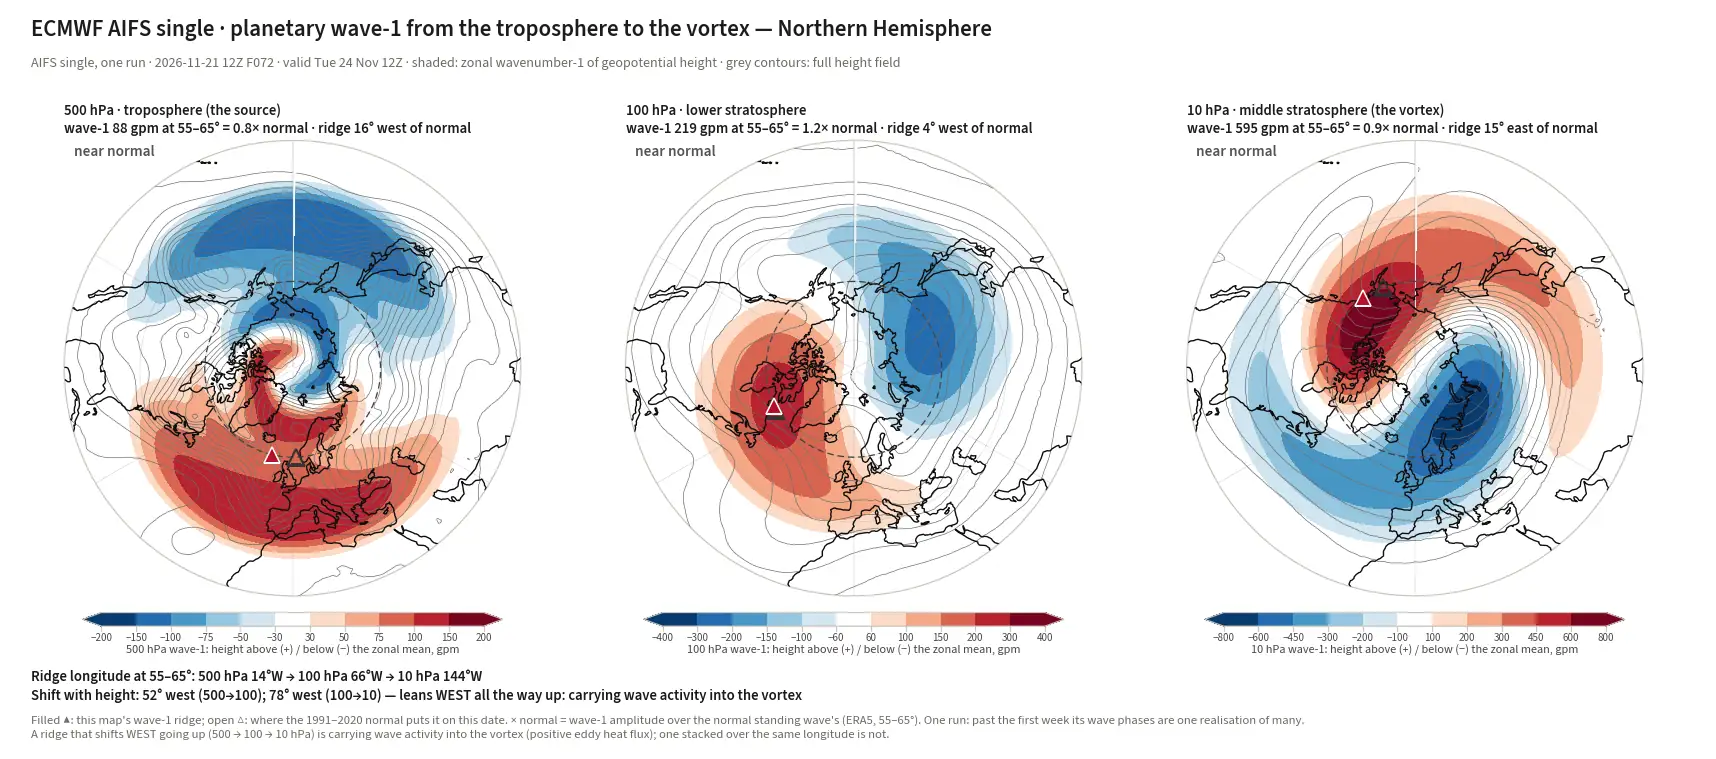 ECMWF AIFS single · planetary wave-1 from the troposphere to the vortex — Northern Hemisphere
AIFS single, one run · 2026-11-21 12Z F072 · valid Tue 24 Nov 12Z · shaded: zonal wavenumber-1 of geopotential height · grey contours: full height field
500 hPa · troposphere (the source)
wave-1 88 gpm at 55–65° = 0.8× normal · ridge 16° west of normal
near normal
100 hPa · lower stratosphere
wave-1 219 gpm at 55–65° = 1.2× normal · ridge 4° west of normal
near normal
10 hPa · middle stratosphere (the vortex)
wave-1 595 gpm at 55–65° = 0.9× normal · ridge 15° east of normal
near normal
−200 −150 −100 −75 −50 −30 30 50 75 100 150 200
500 hPa wave-1: height above (+) / below (−) the zonal mean, gpm
−400 −300 −200 −150 −100 −60 60 100 150 200 300 400
100 hPa wave-1: height above (+) / below (−) the zonal mean, gpm
−800 −600 −450 −300 −200 −100 100 200 300 450 600 800
10 hPa wave-1: height above (+) / below (−) the zonal mean, gpm
Ridge longitude at 55–65°: 500 hPa 14°W → 100 hPa 66°W → 10 hPa 144°W
Shift with height: 52° west (500→100); 78° west (100→10) — leans WEST all the way up: carrying wave activity into the vortex
Filled ▲: this map's wave-1 ridge; open △: where the 1991–2020 normal puts it on this date. × normal = wave-1 amplitude over the normal standing wave's (ERA5, 55–65°). One run: past the first week its wave phases are one realisation of many.
A ridge that shifts WEST going up (500 → 100 → 10 hPa) is carrying wave activity into the vortex (positive eddy heat flux); one stacked over the same longitude is not.